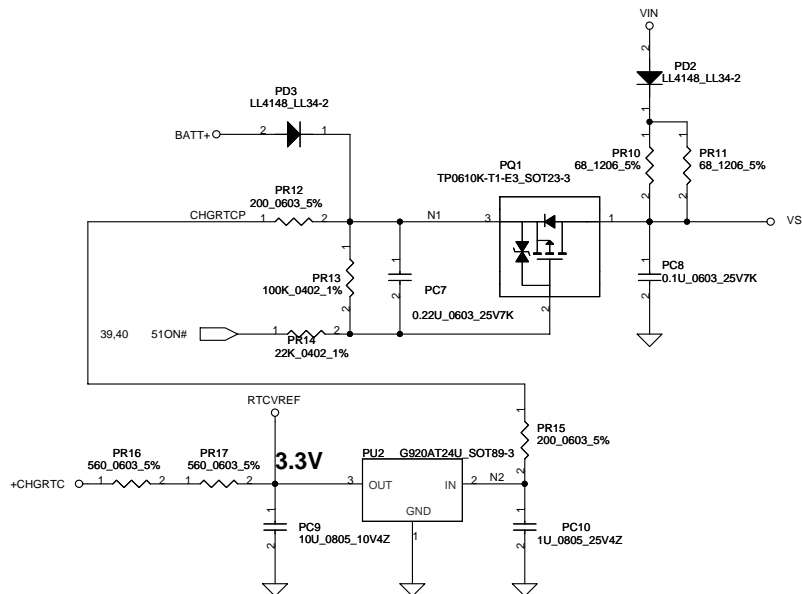 VIN
2
PD2
LL4148_LL34-2
1
PD3
LL4148_LL34-2
BATT+
2
1
PR10
68_1206_5%
1
2
PR11
68_1206_5%
1
2
PQ1
TP0610K-T1-E3_SOT23-3
PR12
200_0603_5%
CHGRTCP
1
2
N1
3
1
VS
2
1
PR13
100K_0402_1%
2
1
PC7
2
0.22U_0603_25V7K
1
PC8
0.1U_0603_25V7K
2
39,40
51ON#
1
2
PR14
22K_0402_1%
RTCVREF
1
PR15
200_0603_5%
2
PR16
560_0603_5%
PR17
560_0603_5%
3.3V
PU2
G920AT24U_SOT89-3
+CHGRTC
1
2
1
2
3
OUT
IN
2
N2
GND
1
1
PC9
10U_0805_10V4Z
2
1
PC10
1U_0805_25V4Z
2